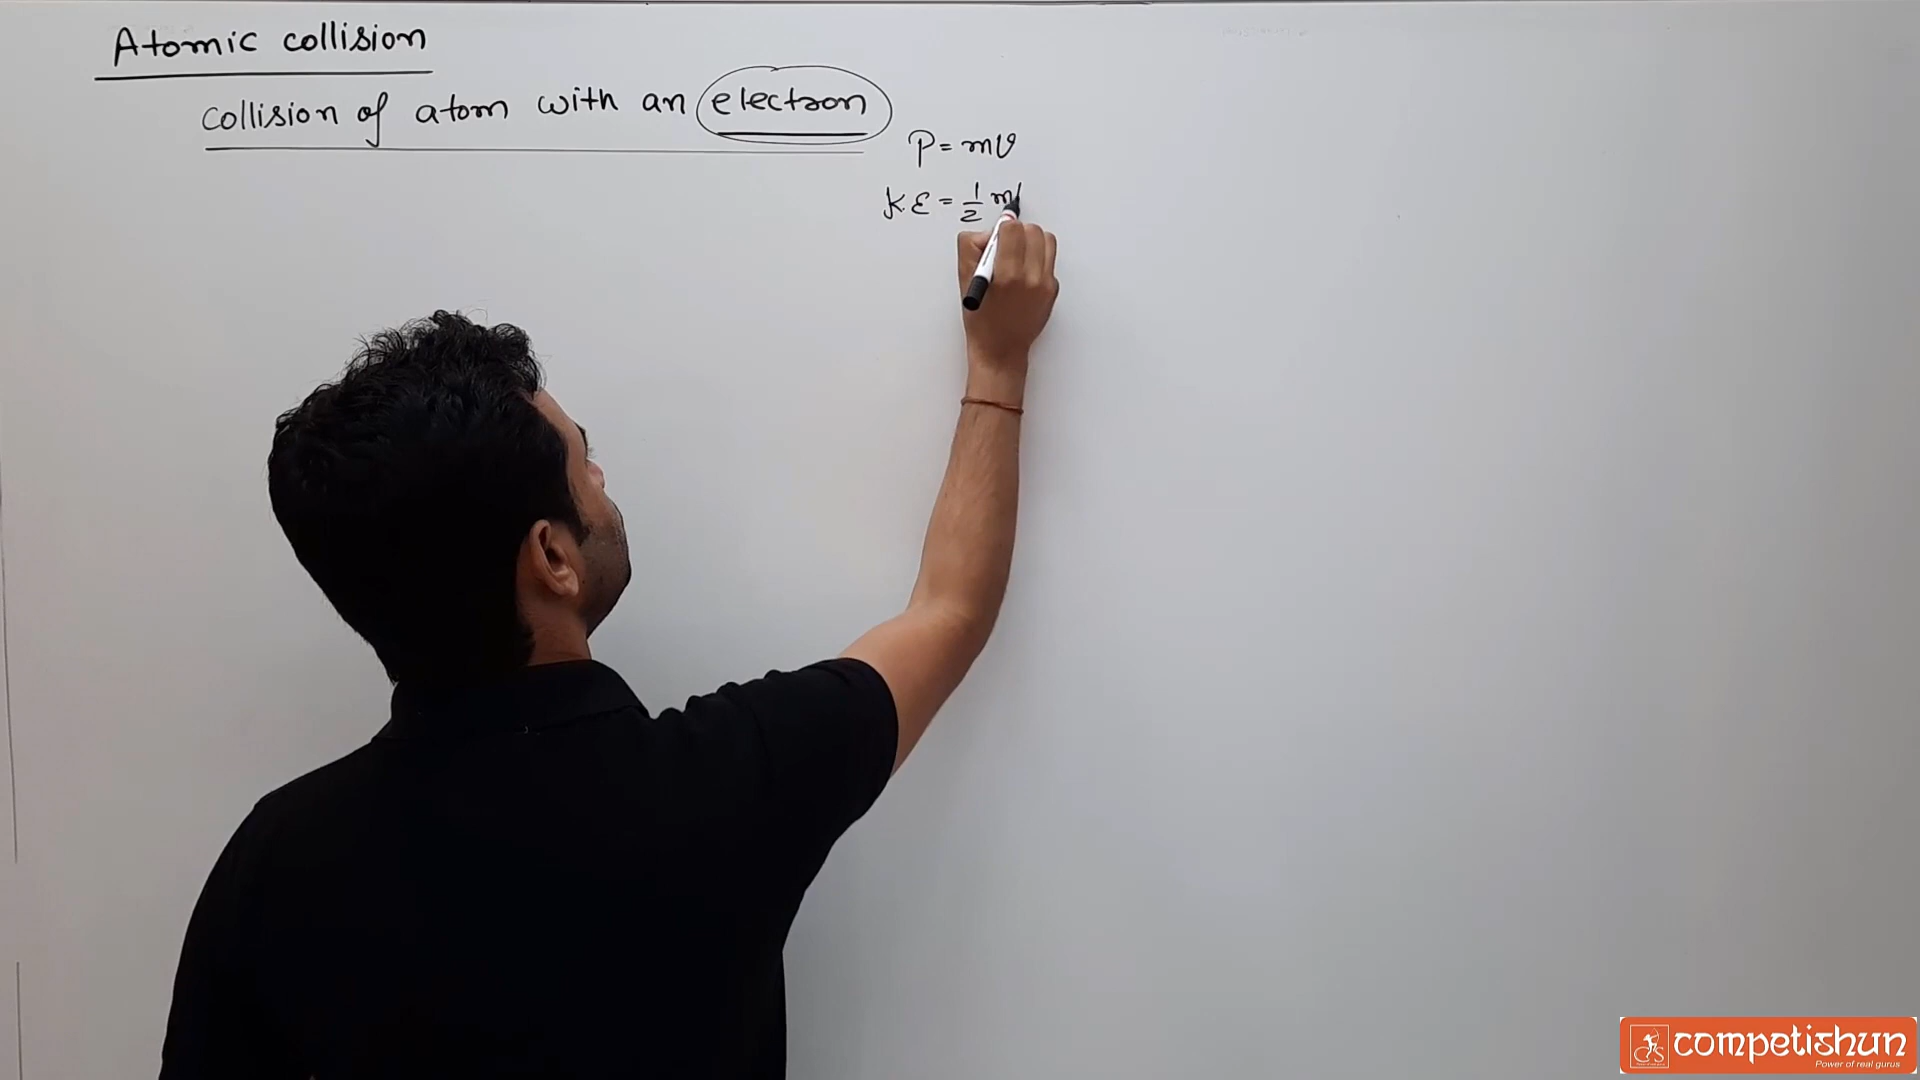 Atomic collision
collision of atom with an electron
P = mv
K.E = 1/2 m
competishun
Power of real gurus